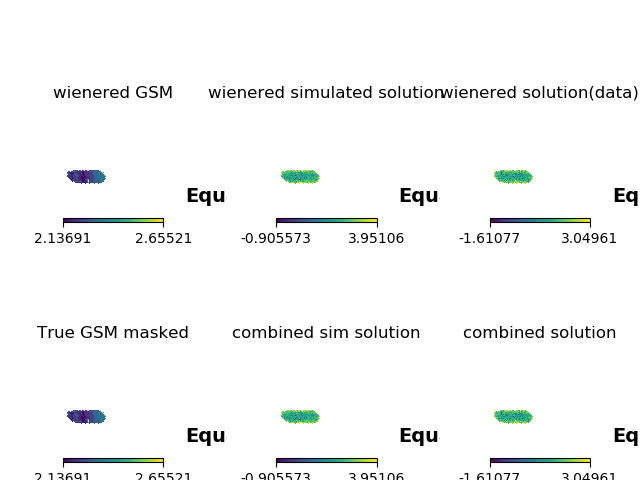 wienered GSM wienered simulated solution wienered solution(data)
Equ Equ Eq
2.13691 2.65521 -0.905573 3.95106 -1.61077 3.04961
True GSM masked combined sim solution combined solution
Equ Equ Eq
2.13691 2.65521 -0.905573 3.95106 -1.61077 3.04961